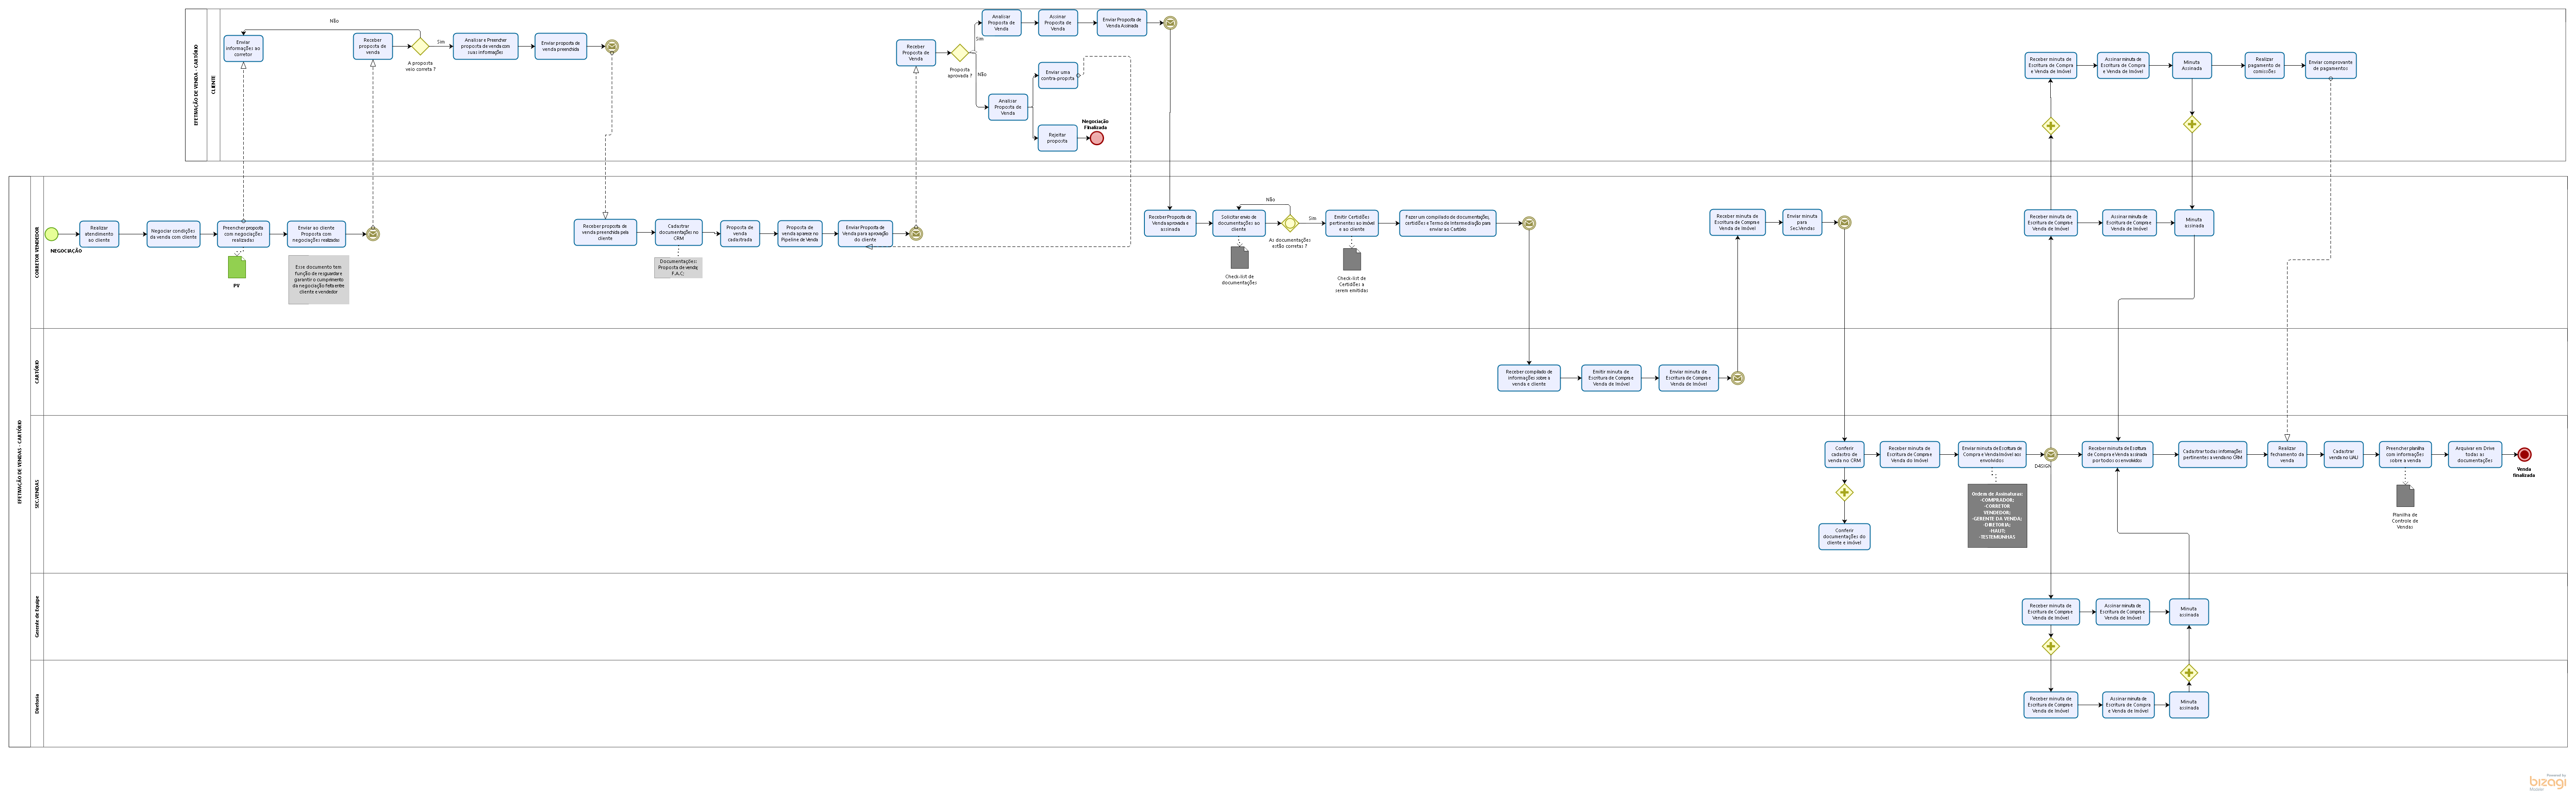 EFETIVAÇÃO DE VENDA - CARTÓRIO
CLIENTE
Não
Enviar
informações ao
corretor
Receber
proposta de
venda
Sim
A proposta
veio correta ?
Analisar e Preencher
proposta de venda com
suas informações
Enviar proposta de
venda preenchida
Receber
Proposta de
Venda
Proposta
aprovada ?
Sim
Não
Analisar
Proposta de
Venda
Assinar
Proposta de
Venda
Enviar Proposta de
Venda Assinada
Enviar uma
contra-propsta
Analisar
Proposta de
Venda
Rejeitar
proposta
Negociação
Finalizada
Receber minuta de
Escritura de Compra
e Venda de Imóvel
Assinar minuta de
Escritura de Compra
e Venda de Imóvel
Minuta
Assinada
Realizar
pagamento de
comissões
Enviar comprovante
de pagamentos
EFETIVAÇÃO DE VENDAS - CARTÓRIO
CORRETOR VENDEDOR
NEGOCIAÇÃO
Realizar
atendimento
ao cliente
Negociar condições
da venda com cliente
Preencher proposta
com negociações
realizadas
PV
Enviar ao cliente
Proposta com
negociações realizadas
Esse documento tem
função de resguardar e
garantir o cumprimento
da negociação feita entre
cliente e vendedor
Receber proposta de
venda preenchida pelo
cliente
Cadastrar
documentações no
CRM
Documentações:
Proposta de venda;
F.A.C;
Proposta de
venda
cadastrada
Proposta de
venda aparece no
Pipeline de Venda
Enviar Proposta de
Venda para aprovação
do cliente
Receber Proposta de
Venda aprovada e
assinada
Solicitar envio de
documentações ao
cliente
Check-list de
documentações
Não
Sim
As documentações
estão corretas ?
Emitir Certidões
pertinentes ao imóvel
e ao cliente
Check-list de
Certidões a
serem emitidas
Fazer um compilado de documentações,
certidões e Termo de Intermediação para
enviar ao Cartório
Receber minuta de
Escritura de Compra e
Venda de Imóvel
Enviar minuta
para
Sec.Vendas
Receber minuta de
Escritura de Compra e
Venda de Imóvel
Assinar minuta de
Escritura de Compra e
Venda de Imóvel
Minuta
assinada
CARTÓRIO
Receber compilado de
informações sobre a
venda e cliente
Emitir minuta de
Escritura de Compra e
Venda de Imóvel
Enviar minuta de
Escritura de Compra e
Venda de Imóvel
SEC.VENDAS
Conferir
cadastro de
venda no CRM
Conferir
documentações do
cliente e imóvel
Receber minuta de
Escritura de Compra e
Venda do Imóvel
Enviar minuta de Escritura de
Compra e Venda Imóvel aos
envolvidos
Ordem de Assinaturas:
-COMPRADOR;
-CORRETOR
VENDEDOR;
-GERENTE DA VENDA;
-DIRETORIA;
-HAUT;
-TESTEMUNHAS
D4SIGN
Receber minuta de Escritura
de Compra e Venda assinada
por todos os envolvidos
Cadastrar todas informações
pertinentes a venda no CRM
Realizar
fechamento da
venda
Cadastrar
venda no UAU
Preencher planilha
com informações
sobre a venda
Planilha de
Controle de
Vendas
Arquivar em Drive
todas as
documentações
Venda
finalizada
Gerente de Equipe
Receber minuta de
Escritura de Compra e
Venda de Imóvel
Assinar minuta de
Escritura de Compra e
Venda de Imóvel
Minuta
assinada
Diretoria
Receber minuta de
Escritura de Compra e
Venda de Imóvel
Assinar minuta de
Escritura de Compra
e Venda de Imóvel
Minuta
assinada
Powered by
bizagi
Modeler